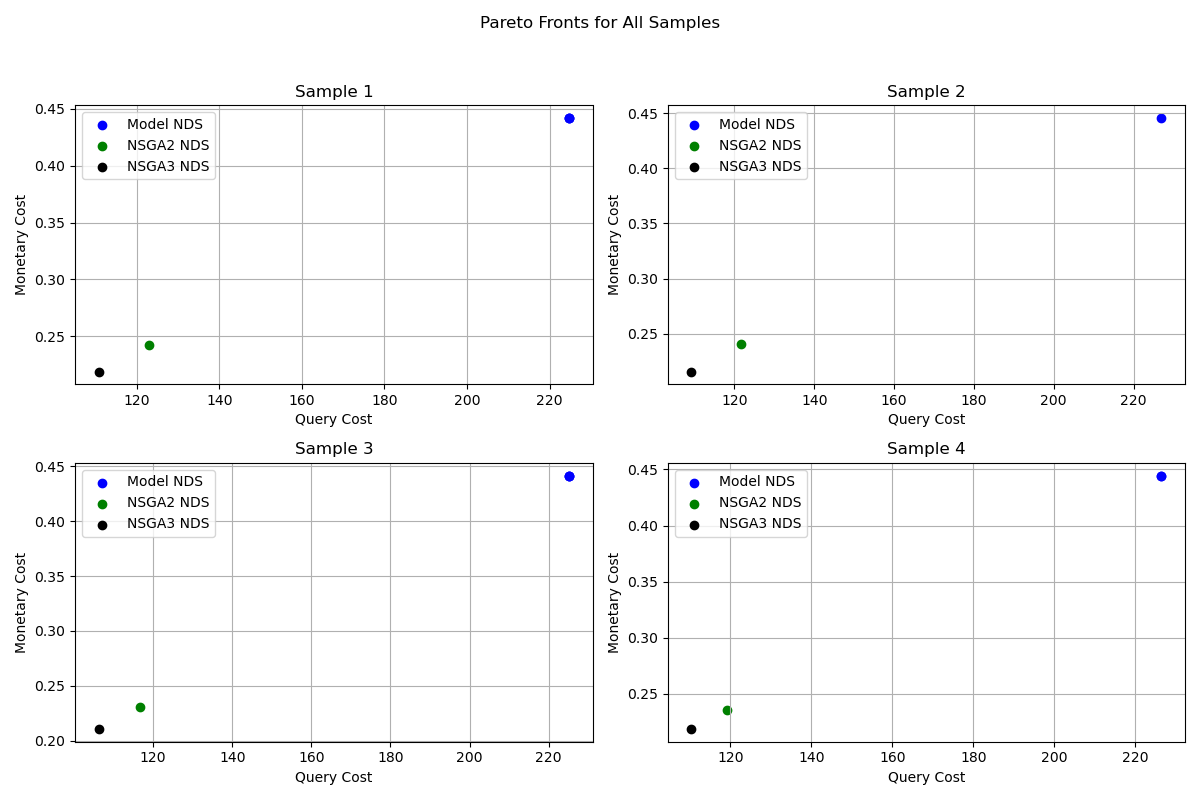 Pareto Fronts for All Samples
Sample 1
Monetary Cost
0.45
0.40
0.35
0.30
0.25
Model NDS
NSGA2 NDS
NSGA3 NDS
120 140 160 180 200 220
Query Cost
Sample 2
Monetary Cost
0.45
0.40
0.35
0.30
0.25
Model NDS
NSGA2 NDS
NSGA3 NDS
120 140 160 180 200 220
Query Cost
Sample 3
Monetary Cost
0.45
0.40
0.35
0.30
0.25
0.20
Model NDS
NSGA2 NDS
NSGA3 NDS
120 140 160 180 200 220
Query Cost
Sample 4
Monetary Cost
0.45
0.40
0.35
0.30
0.25
Model NDS
NSGA2 NDS
NSGA3 NDS
120 140 160 180 200 220
Query Cost